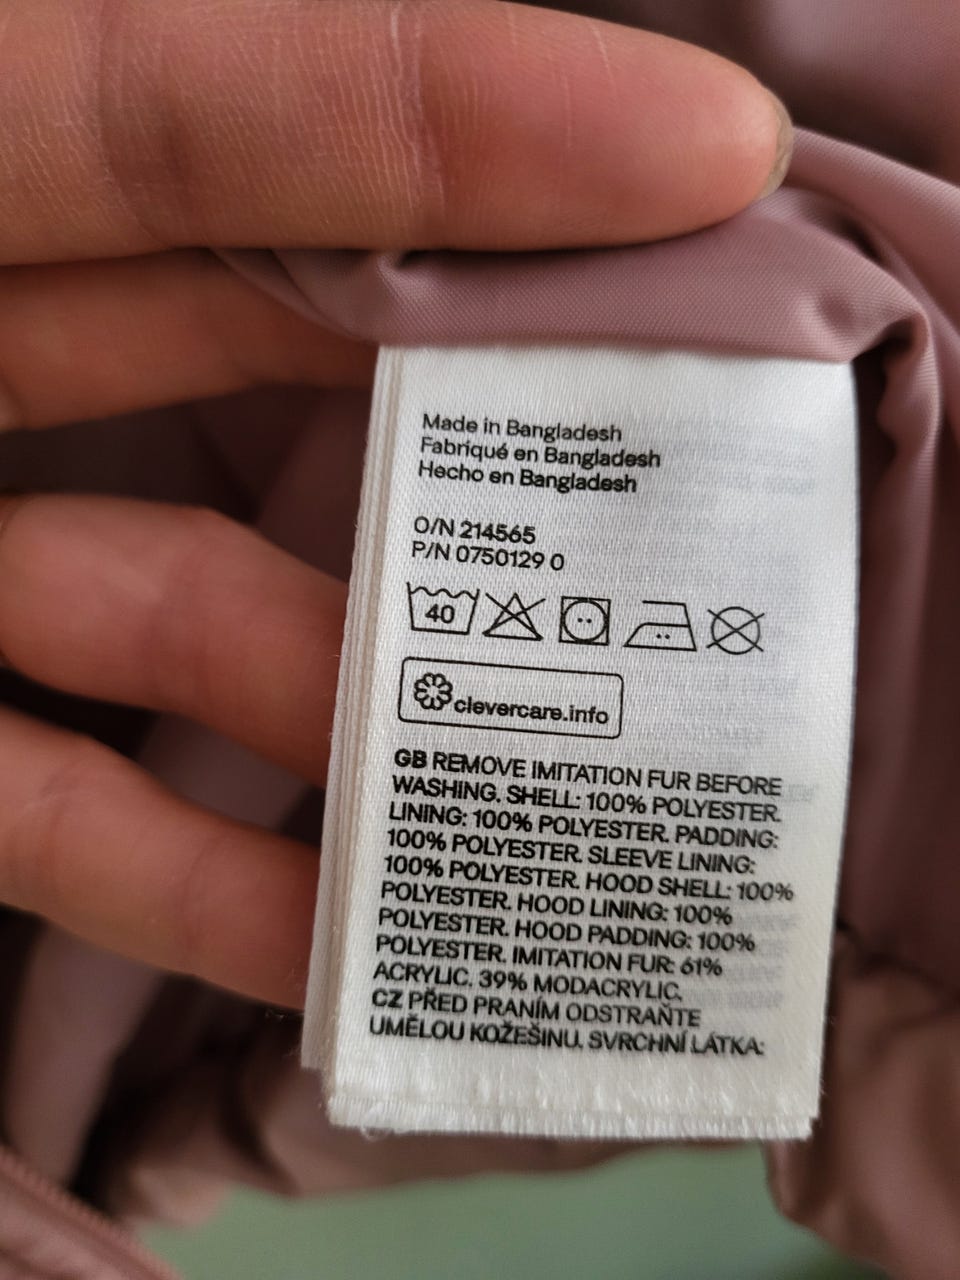 Made in Bangladesh
Fabriqué en Bangladesh
Hecho en Bangladesh
O/N 214565
P/N 0750129 0
40
clevercare.info
GB REMOVE IMITATION FUR BEFORE
WASHING. SHELL: 100% POLYESTER.
LINING: 100% POLYESTER. PADDING:
100% POLYESTER. SLEEVE LINING:
100% POLYESTER. HOOD SHELL: 100%
POLYESTER. HOOD LINING: 100%
POLYESTER. HOOD PADDING: 100%
POLYESTER. IMITATION FUR: 61%
ACRYLIC. 39% MODACRYLIC.
CZ PŘED PRANÍM ODSTRAŇTE
UMĚLOU KOŽEŠINU. SVRCHNÍ LÁTKA: